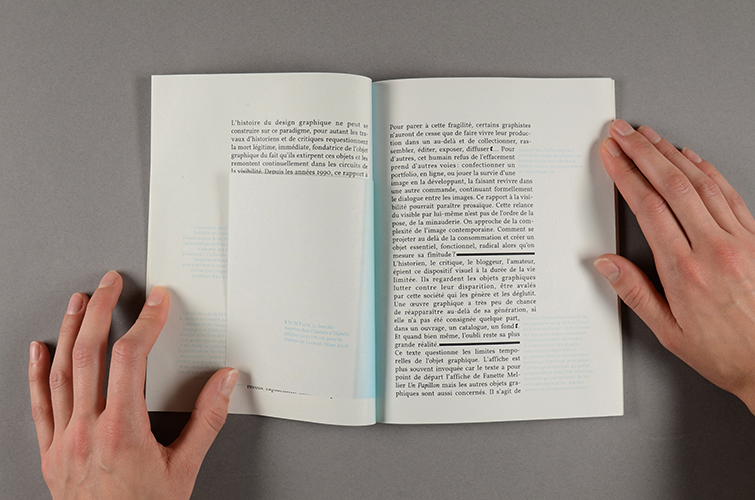 L'histoire du design graphique ne peut se
construire sur ce paradigme, pour autant les tra-
vaux d'historiens et de critiques requestionnent
la mort légitime, immédiate, fondatrice de l'objet
graphique du fait qu'ils extirpent ces objets et les
remontent continuellement dans les circuits de
la visibilité. Depuis les années 1990, ce rapport à
Pour parer à cette fragilité, certains graphistes
n'auront de cesse que de faire vivre leur produc-
tion dans un au-delà et de collectionner, ras-
sembler, éditer, exposer, diffuser f... Pour
d'autres, cet humain refus de l'effacement
prend d'autres voies : confectionner un
portfolio, en ligne, ou jouer la survie d'une
image en la développant, la faisant revivre dans
une autre commande, continuant formellement
le dialogue entre les images. Ce rapport à la visi-
bilité pourrait paraître prosaïque. Cette relance
du visible par lui-même n'est pas de l'ordre de la
pose, de la minauderie. On approche de la com-
plexité de l'image contemporaine. Comment se
projeter au delà de la consommation et créer un
objet essentiel, fonctionnel, radical alors qu'on
mesure sa finitude ?
L'historien, le critique, le bloggeur, l'amateur,
épient ce dispositif visuel à la durée de la vie
limitée. Ils regardent les objets graphiques
lutter contre leur disparition, être avalés
par cette société qui les génère et les déglutit.
Une œuvre graphique a très peu de chance
de réapparaître au-delà de sa génération, si
elle n'a pas été consignée quelque part,
dans un ouvrage, un catalogue, un fond f.
Et quand bien même, l'oubli reste sa plus
grande réalité.
Ce texte questionne les limites tempo-
relles de l'objet graphique. L'affiche est
plus souvent invoquée car le texte a pour
point de départ l'affiche de Fanette Mel-
lier Un Papillon mais les autres objets gra-
phiques sont aussi concernés. Il s'agit de